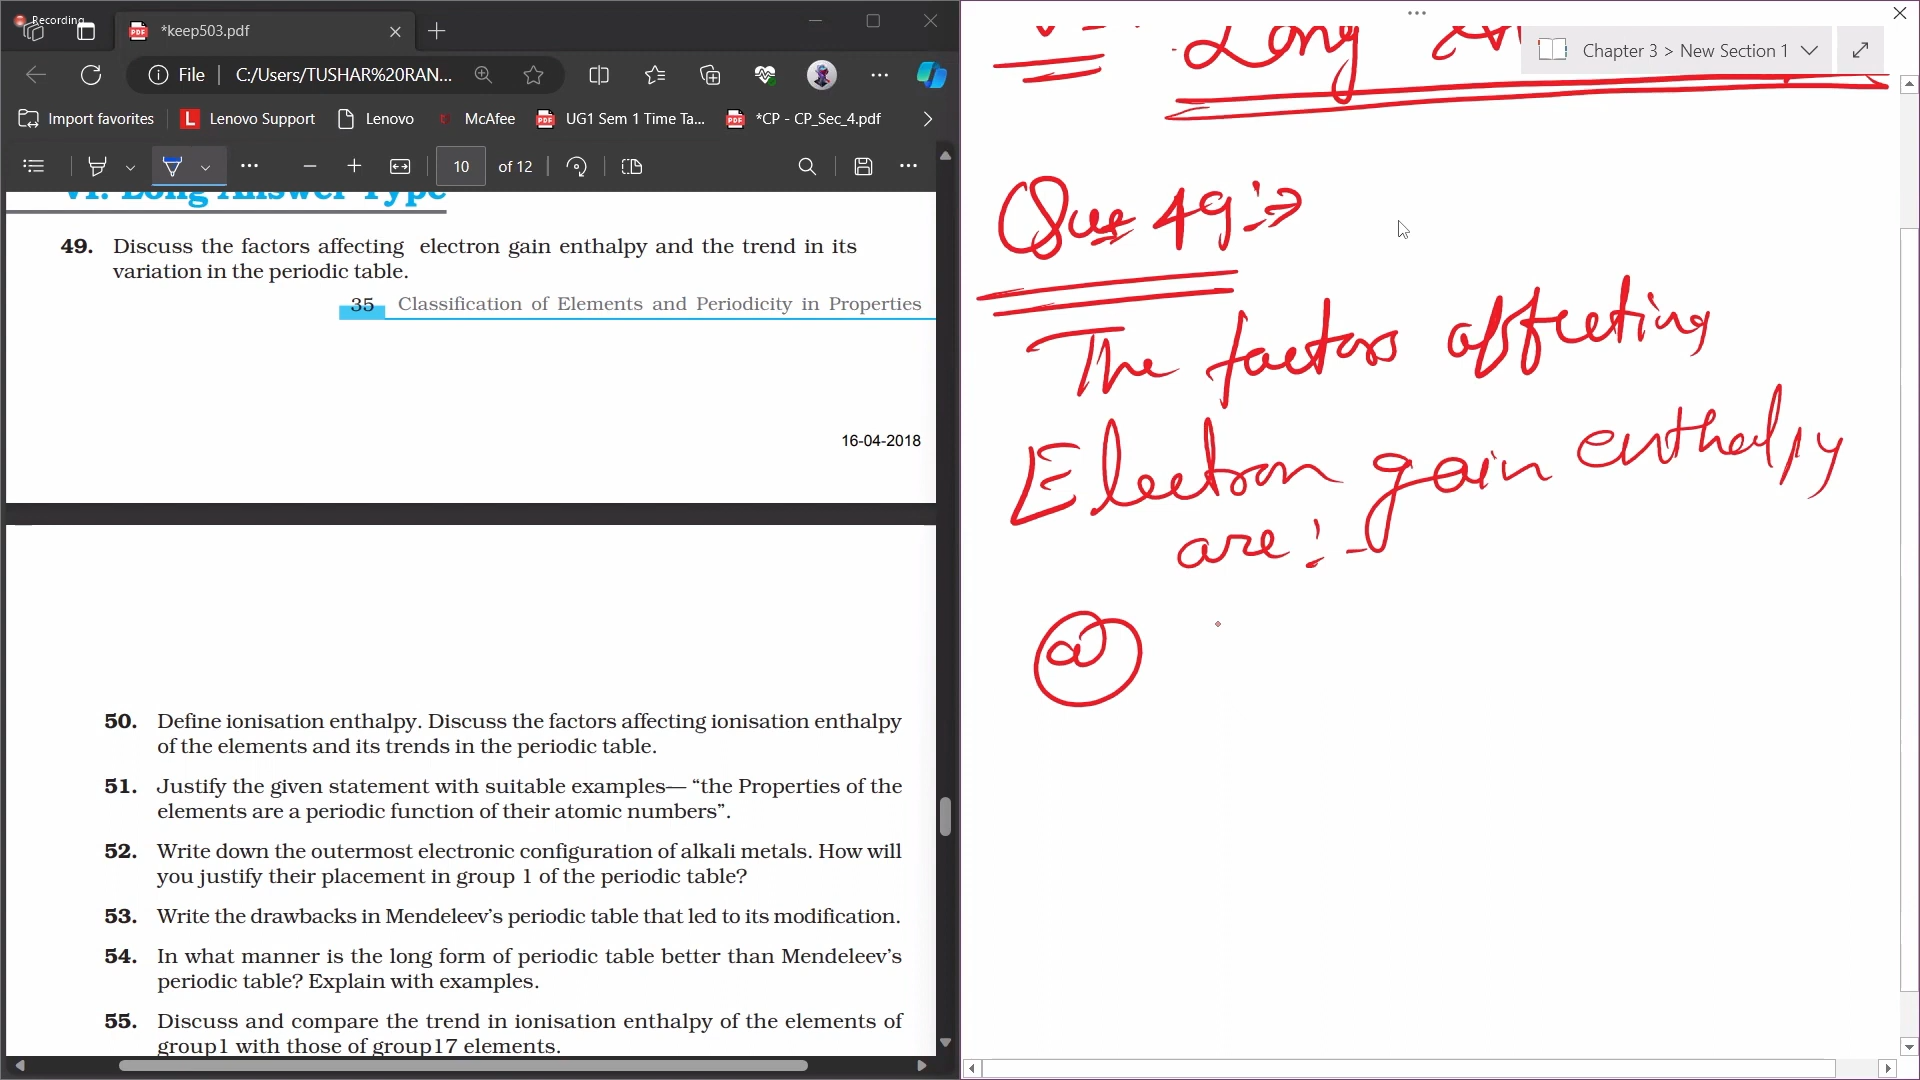 Recording
*keep503.pdf
File
C:/Users/TUSHAR%20RAN...
Import favorites
Lenovo Support
Lenovo
McAfee
UG1 Sem 1 Time Ta...
*CP - CP_Sec_4.pdf
10 of 12
VI. Long Answer Type
49. Discuss the factors affecting electron gain enthalpy and the trend in its
variation in the periodic table.
35 Classification of Elements and Periodicity in Properties
16-04-2018
50. Define ionisation enthalpy. Discuss the factors affecting ionisation enthalpy
of the elements and its trends in the periodic table.
51. Justify the given statement with suitable examples— “the Properties of the
elements are a periodic function of their atomic numbers”.
52. Write down the outermost electronic configuration of alkali metals. How will
you justify their placement in group 1 of the periodic table?
53. Write the drawbacks in Mendeleev’s periodic table that led to its modification.
54. In what manner is the long form of periodic table better than Mendeleev’s
periodic table? Explain with examples.
55. Discuss and compare the trend in ionisation enthalpy of the elements of
group1 with those of group17 elements.
Long
Chapter 3 > New Section 1
Que 49 :⇒
The factors affecting
Electron gain enthalpy
are :-
a